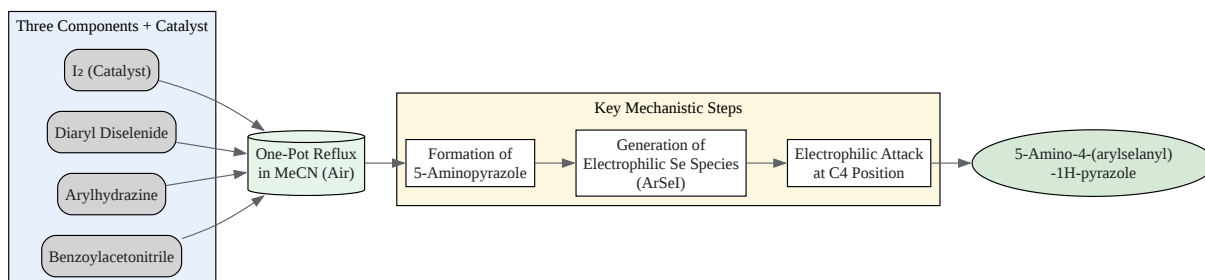 Three Components + Catalyst
I₂ (Catalyst)
Diaryl Diselenide
Arylhydrazine
Benzoylacetonitrile
One-Pot Reflux
in MeCN (Air)
Key Mechanistic Steps
Formation of
5-Aminopyrazole
Generation of
Electrophilic Se Species
(ArSeI)
Electrophilic Attack
at C4 Position
5-Amino-4-(arylselanyl)
-1H-pyrazole